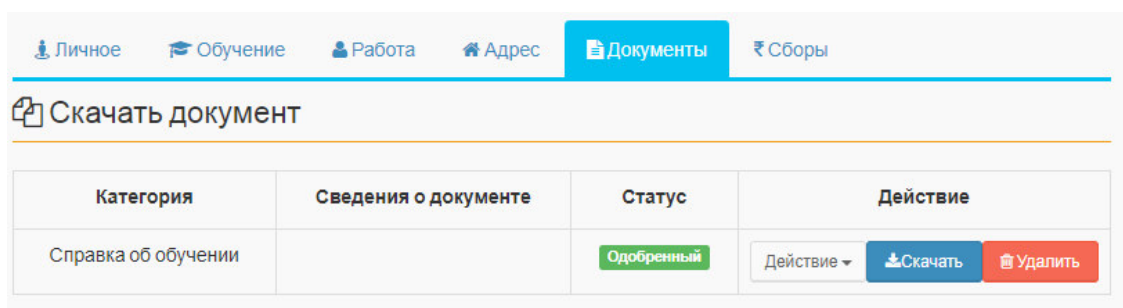 Личное Обучение Работа Адрес Документы Сборы
Скачать документ
Категория Сведения о документе Статус Действие
Справка об обучении Одобренный Действие Скачать Удалить